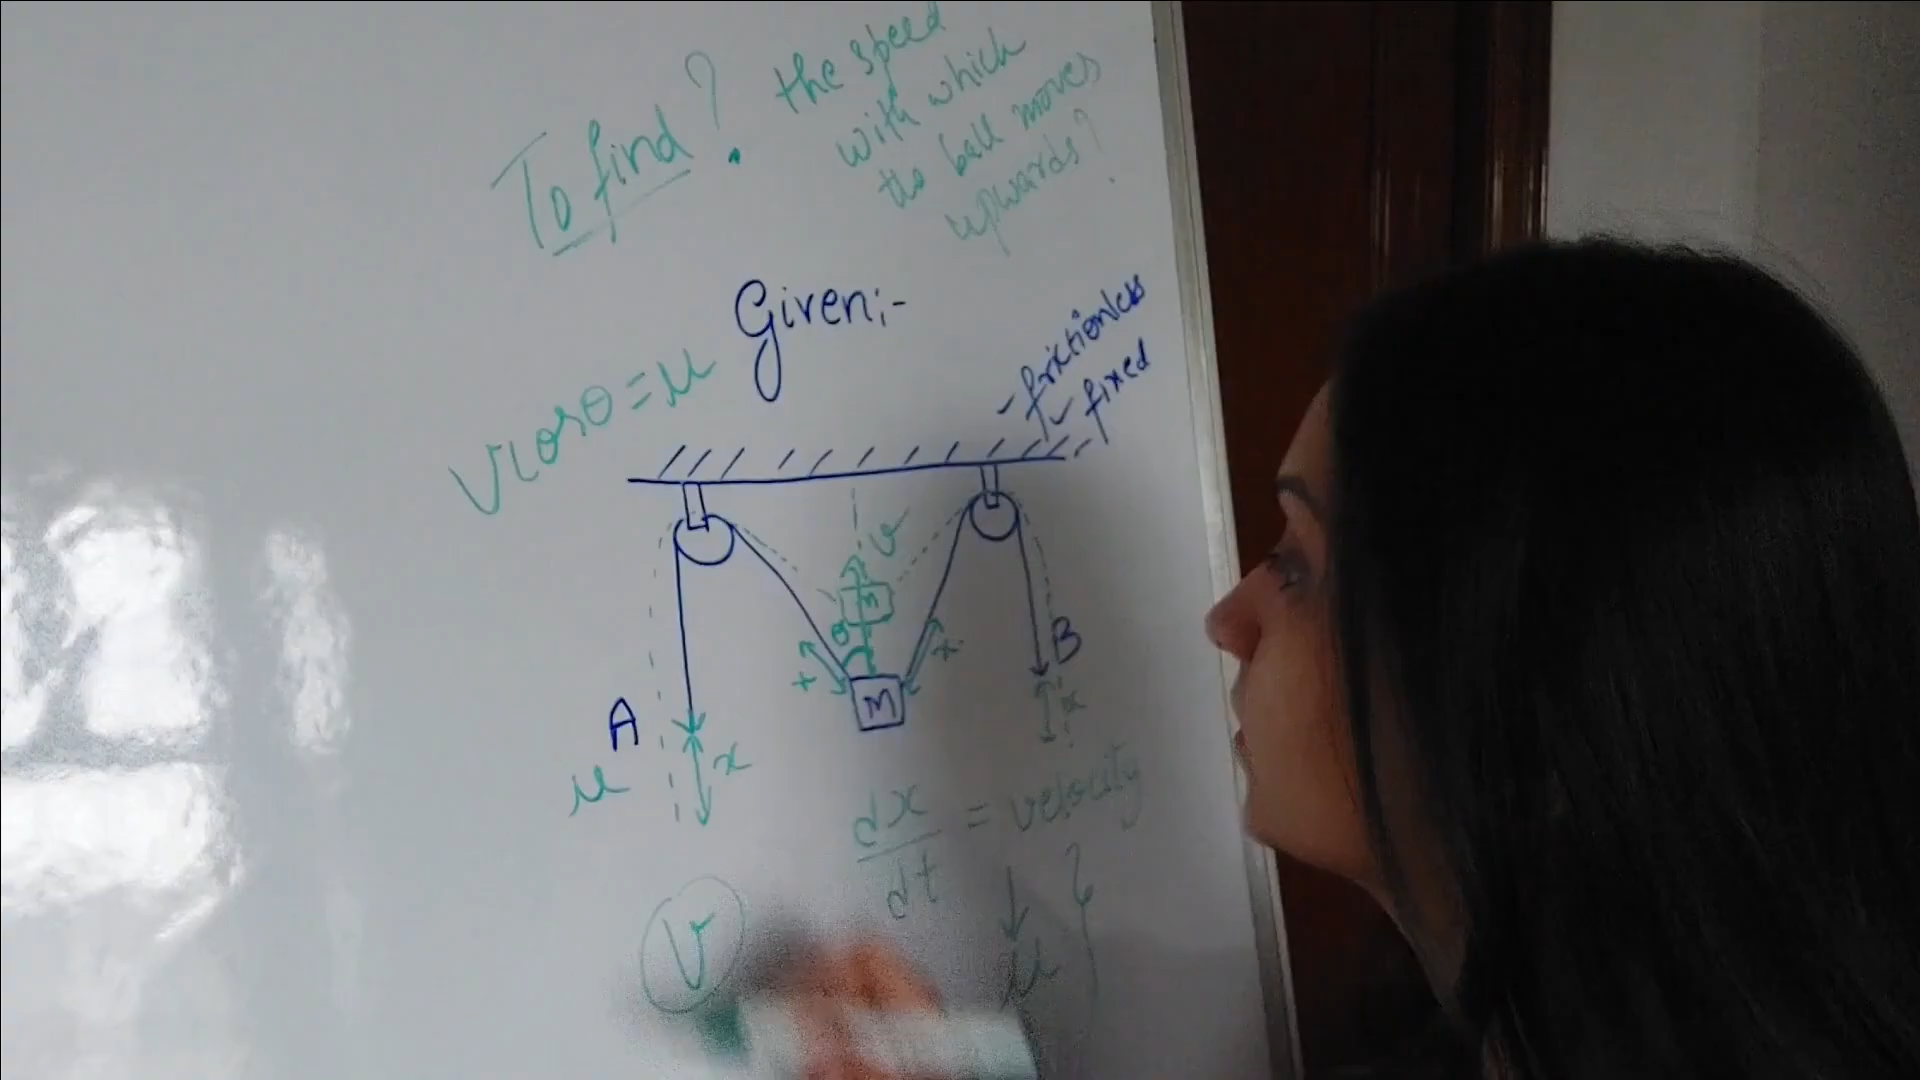 To find? the speed
with which
the ball moves
upwards?
Given:-
- frictionless
- fixed
vcosθ = u
v
M
θ
x
x
M
A
B
u
x
x
dx/dt = velocity
u
v